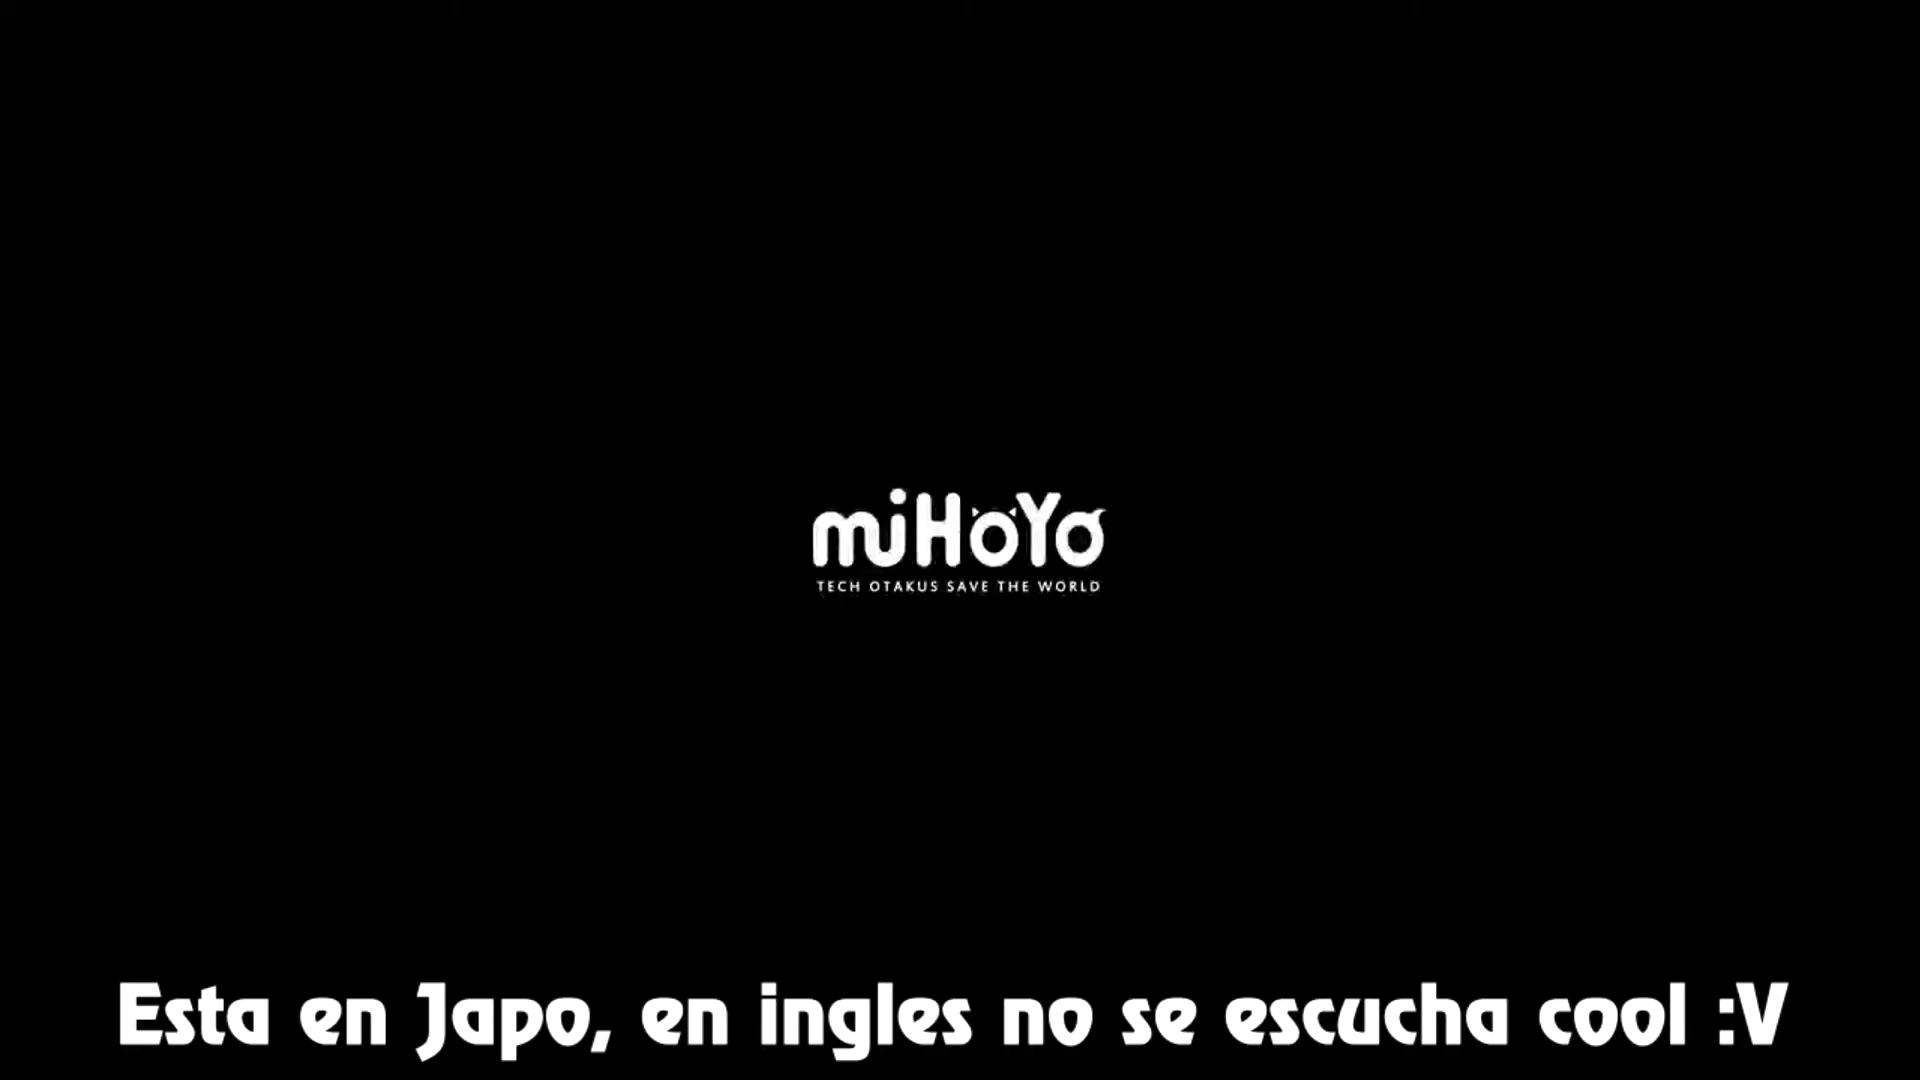 miHoYo
TECH OTAKUS SAVE THE WORLD
Esta en Japo, en ingles no se escucha cool :V